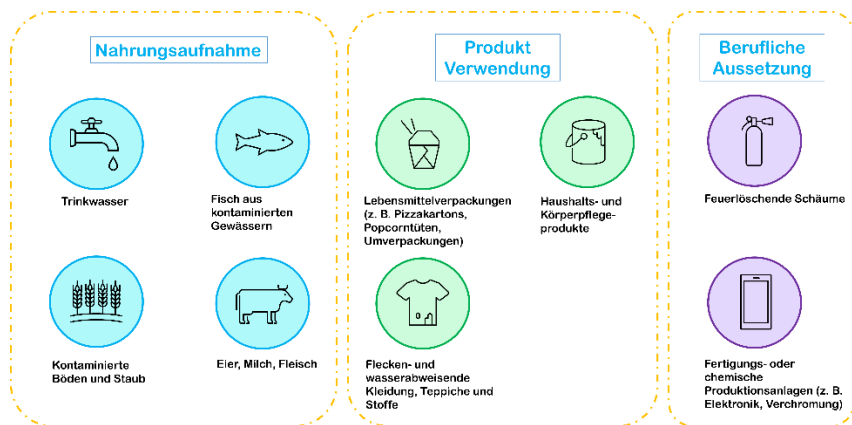 Nahrungsaufnahme
Trinkwasser
Fisch aus
kontaminierten
Gewässern
Kontaminierte
Böden und Staub
Eier, Milch, Fleisch
Produkt
Verwendung
Lebensmittelverpackungen
(z. B. Pizzakartons,
Popcorntüten,
Umverpackungen)
Haushalts- und
Körperpflege-
produkte
Flecken- und
wasserabweisende
Kleidung, Teppiche und
Stoffe
Berufliche
Aussetzung
Feuerlöschende Schäume
Fertigungs- oder
chemische
Produktionsanlagen (z. B.
Elektronik, Verchromung)